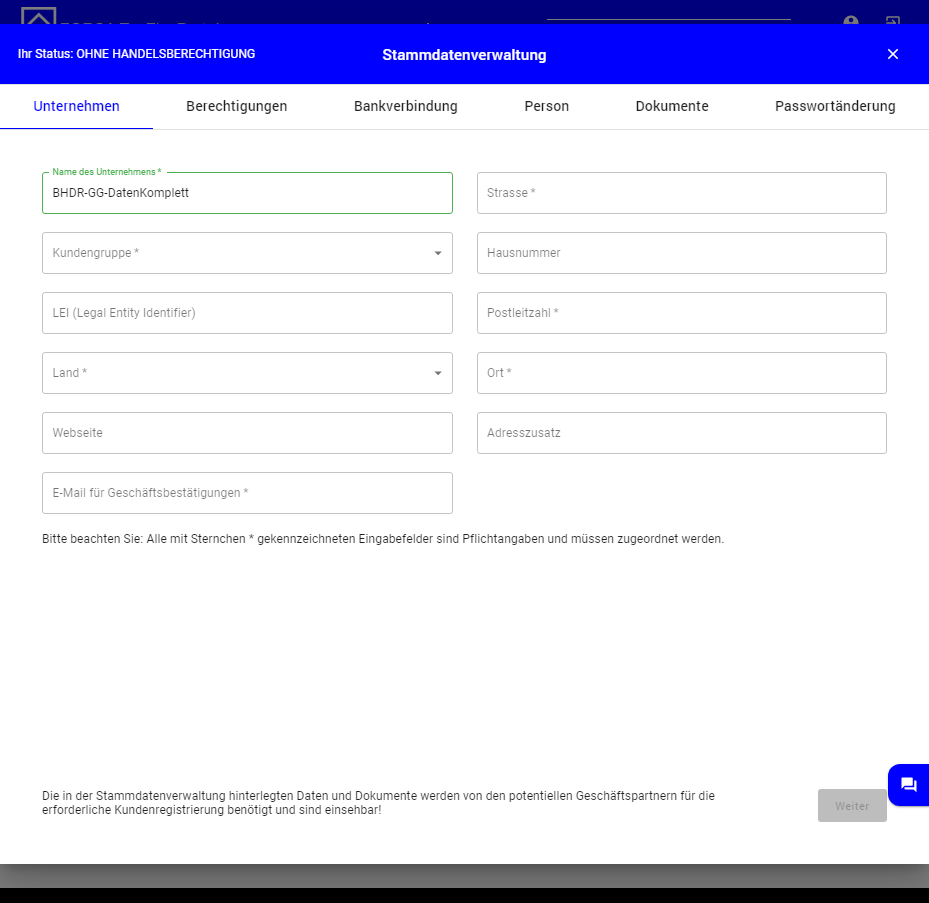 Ihr Status: OHNE HANDELSBERECHTIGUNG
Stammdatenverwaltung
Unternehmen
Berechtigungen
Bankverbindung
Person
Dokumente
Passwortänderung
Name des Unternehmens *
BHDR-GG-DatenKomplett
Strasse *
Kundengruppe *
Hausnummer
LEI (Legal Entity Identifier)
Postleitzahl *
Land *
Ort *
Webseite
Adresszusatz
E-Mail für Geschäftsbestätigungen *
Bitte beachten Sie: Alle mit Sternchen * gekennzeichneten Eingabefelder sind Pflichtangaben und müssen zugeordnet werden.
Die in der Stammdatenverwaltung hinterlegten Daten und Dokumente werden von den potentiellen Geschäftspartnern für die
erforderliche Kundenregistrierung benötigt und sind einsehbar!
Weiter